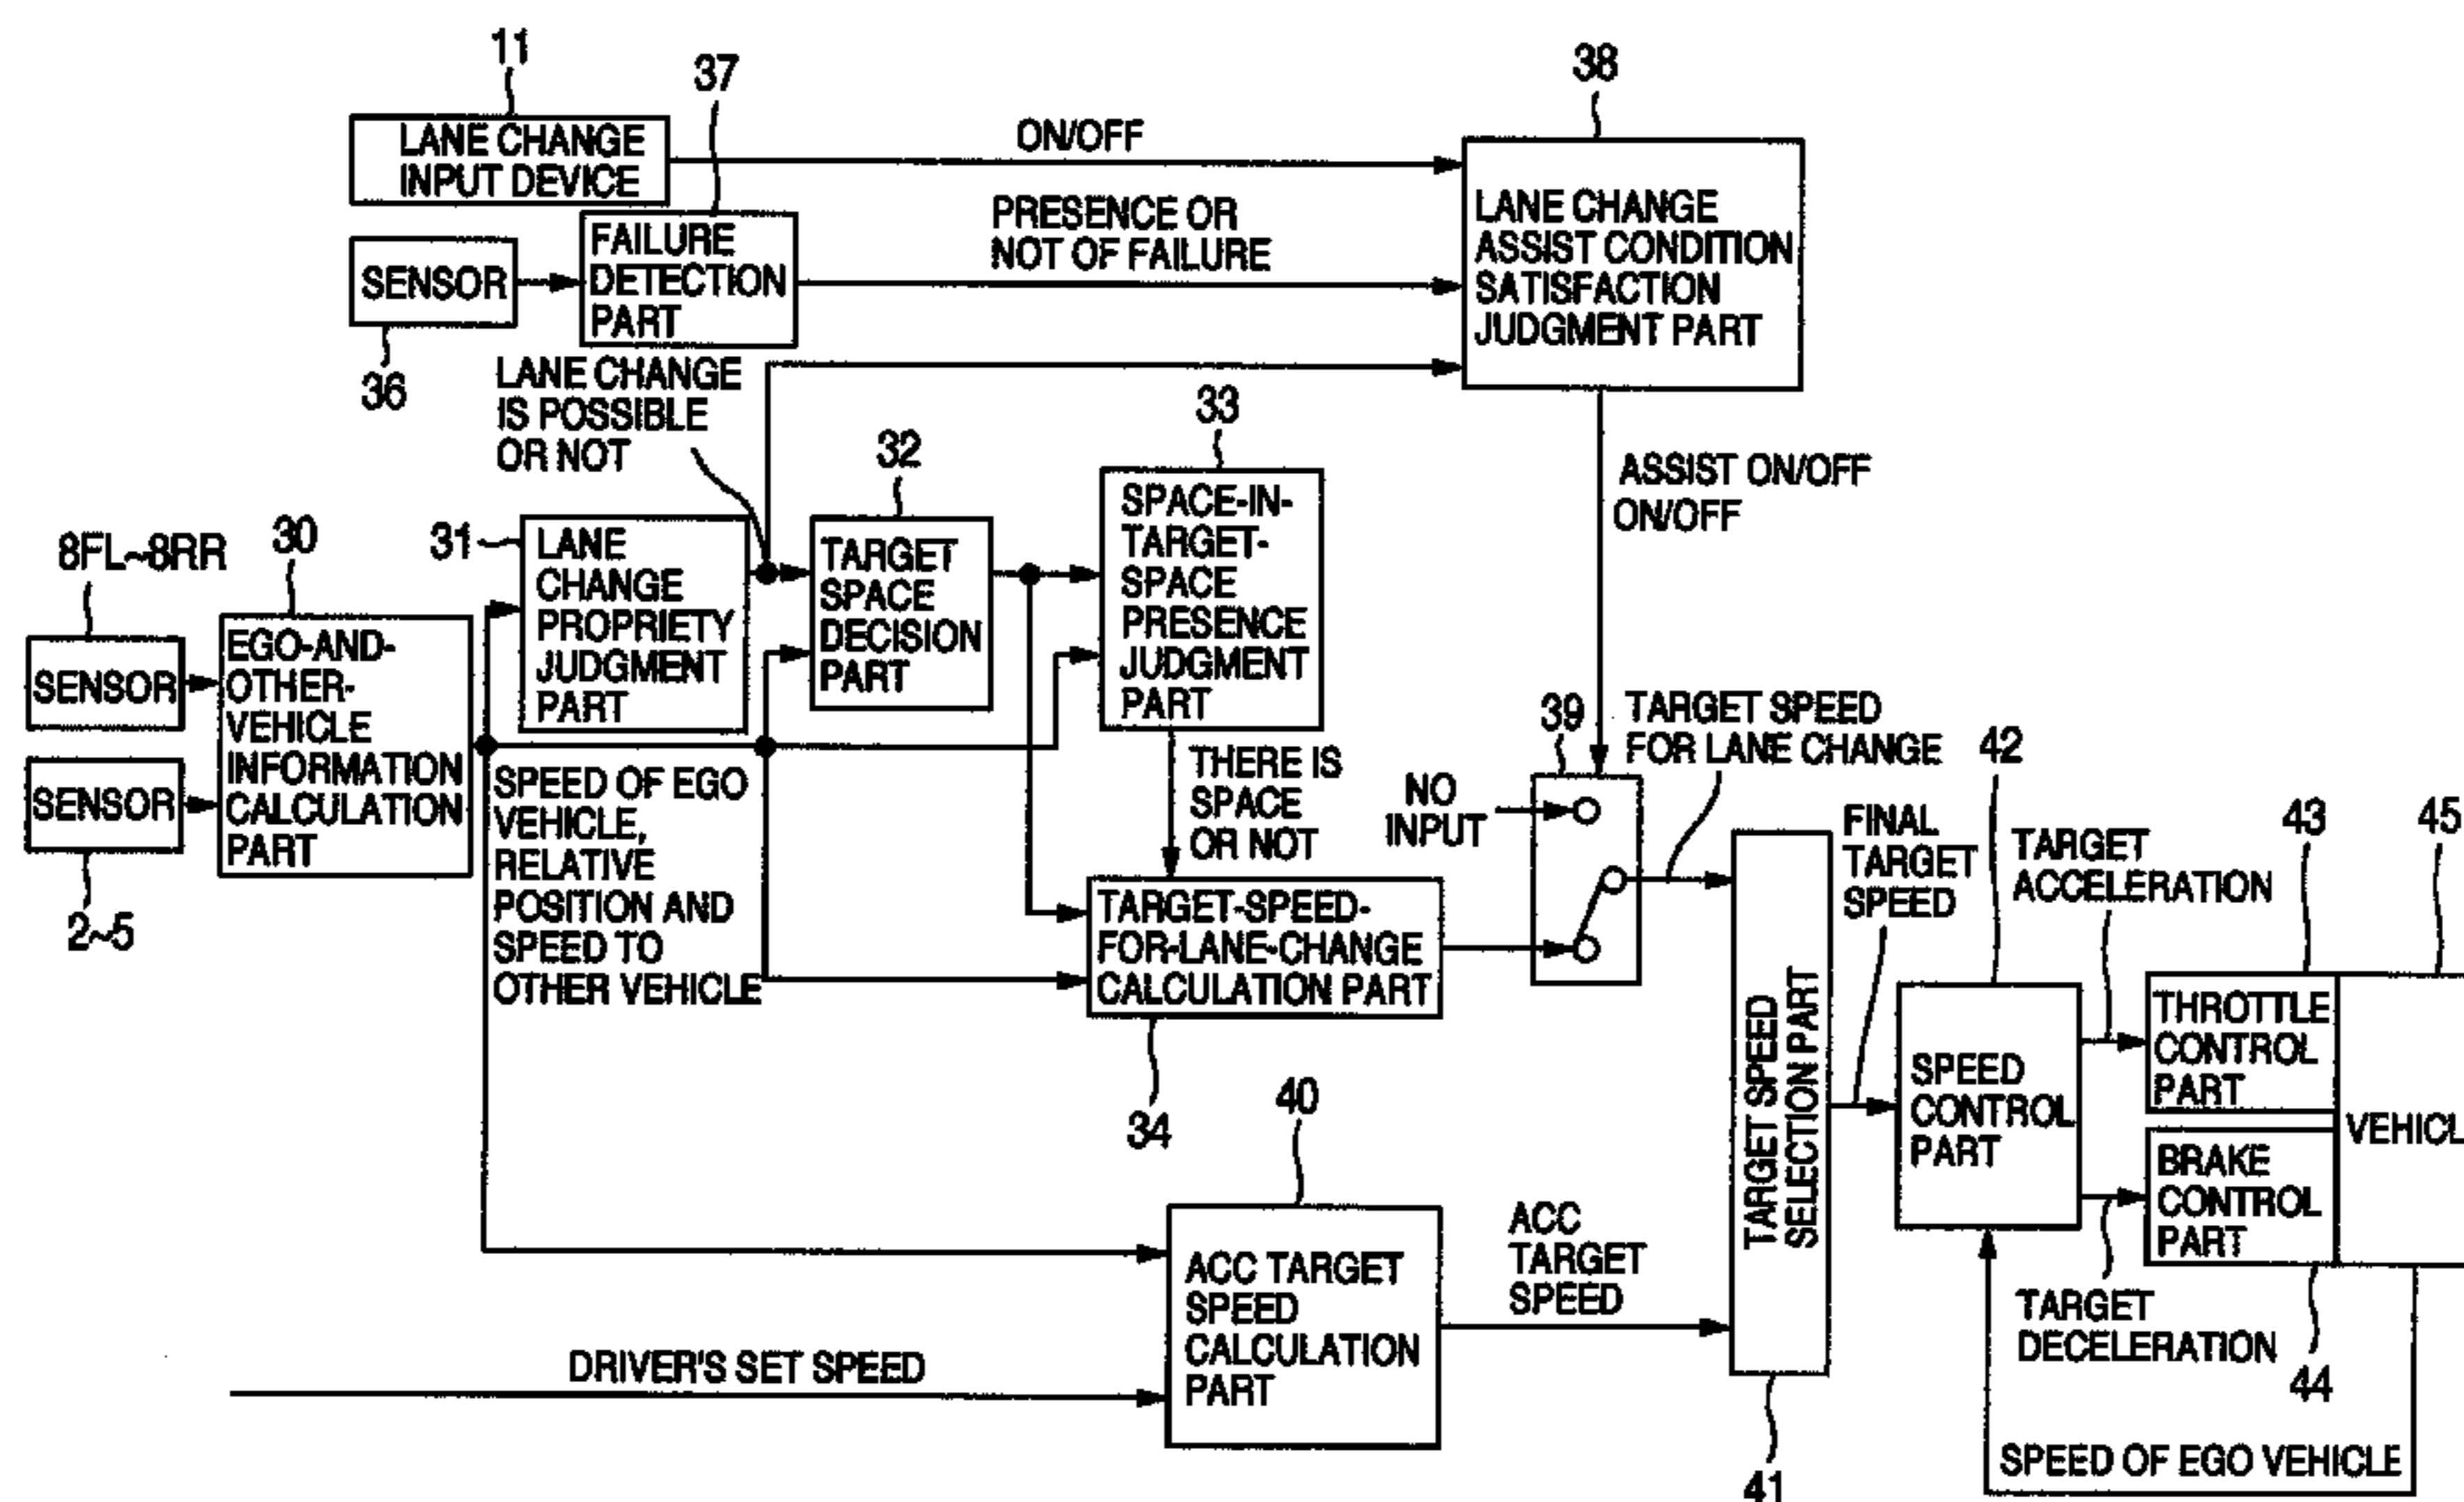 11
LANE CHANGE
INPUT DEVICE
37
ON/OFF
38
FAILURE
DETECTION
PART
PRESENCE OR
NOT OF FAILURE
LANE CHANGE
ASSIST CONDITION
SATISFACTION
JUDGMENT PART
SENSOR
36
LANE CHANGE
IS POSSIBLE
OR NOT
32
33
ASSIST ON/OFF
ON/OFF
8FL~8RR
30
31
LANE
CHANGE
PROPRIETY
JUDGMENT
PART
TARGET
SPACE
DECISION
PART
SPACE-IN-
TARGET-
SPACE
PRESENCE
JUDGMENT
PART
SENSOR
SENSOR
2~5
EGO-AND-
OTHER-
VEHICLE
INFORMATION
CALCULATION
PART
SPEED OF EGO
VEHICLE,
RELATIVE
POSITION AND
SPEED TO
OTHER VEHICLE
THERE IS
SPACE
OR NOT
NO
INPUT
39
TARGET SPEED
FOR LANE CHANGE
TARGET-SPEED-
FOR-LANE-CHANGE
CALCULATION PART
34
FINAL
TARGET
SPEED
42
TARGET
ACCELERATION
43
45
TARGET SPEED
SELECTION PART
41
SPEED
CONTROL
PART
THROTTLE
CONTROL
PART
VEHICL
BRAKE
CONTROL
PART
44
TARGET
DECELERATION
SPEED OF EGO VEHICLE
40
ACC TARGET
SPEED
CALCULATION
PART
ACC
TARGET
SPEED
DRIVER'S SET SPEED